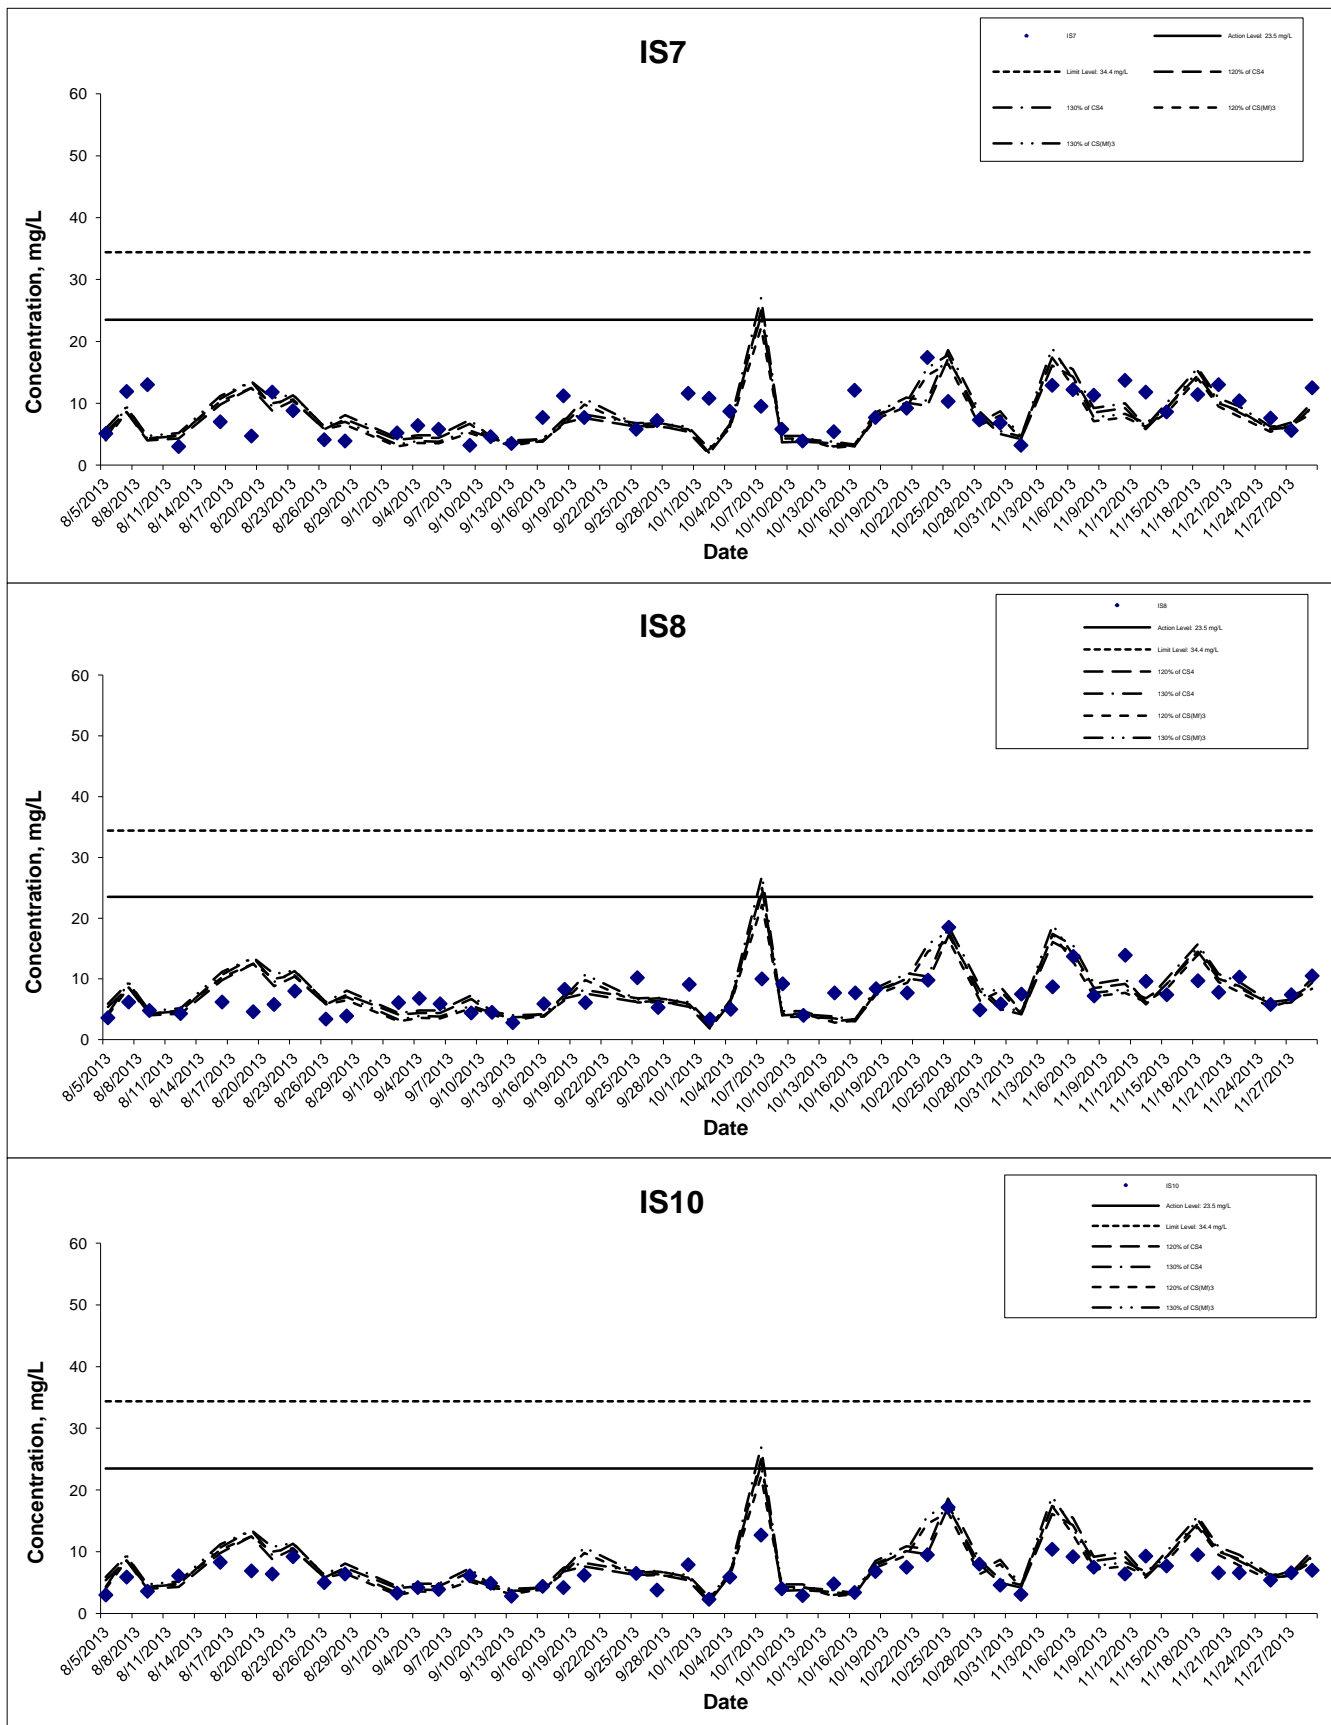 IS7
IS7
Action Level: 23.5 mg/L
Limit Level: 34.4 mg/L
120% of CS4
130% of CS4
120% of CS(Mf)3
130% of CS(Mf)3
60
50
40
30
20
10
0
Concentration, mg/L
8/5/2013 8/8/2013 8/11/2013 8/14/2013 8/17/2013 8/20/2013 8/23/2013 8/26/2013 8/29/2013 9/1/2013 9/4/2013 9/7/2013 9/10/2013 9/13/2013 9/16/2013 9/19/2013 9/22/2013 9/25/2013 9/28/2013 10/1/2013 10/4/2013 10/7/2013 10/10/2013 10/13/2013 10/16/2013 10/19/2013 10/22/2013 10/25/2013 10/28/2013 10/31/2013 11/3/2013 11/6/2013 11/9/2013 11/12/2013 11/15/2013 11/18/2013 11/21/2013 11/24/2013 11/27/2013
Date
IS8
IS8
Action Level: 23.5 mg/L
Limit Level: 34.4 mg/L
120% of CS4
130% of CS4
120% of CS(Mf)3
130% of CS(Mf)3
60
50
40
30
20
10
0
Concentration, mg/L
8/5/2013 8/8/2013 8/11/2013 8/14/2013 8/17/2013 8/20/2013 8/23/2013 8/26/2013 8/29/2013 9/1/2013 9/4/2013 9/7/2013 9/10/2013 9/13/2013 9/16/2013 9/19/2013 9/22/2013 9/25/2013 9/28/2013 10/1/2013 10/4/2013 10/7/2013 10/10/2013 10/13/2013 10/16/2013 10/19/2013 10/22/2013 10/25/2013 10/28/2013 10/31/2013 11/3/2013 11/6/2013 11/9/2013 11/12/2013 11/15/2013 11/18/2013 11/21/2013 11/24/2013 11/27/2013
Date
IS10
IS10
Action Level: 23.5 mg/L
Limit Level: 34.4 mg/L
120% of CS4
130% of CS4
120% of CS(Mf)3
130% of CS(Mf)3
60
50
40
30
20
10
0
Concentration, mg/L
8/5/2013 8/8/2013 8/11/2013 8/14/2013 8/17/2013 8/20/2013 8/23/2013 8/26/2013 8/29/2013 9/1/2013 9/4/2013 9/7/2013 9/10/2013 9/13/2013 9/16/2013 9/19/2013 9/22/2013 9/25/2013 9/28/2013 10/1/2013 10/4/2013 10/7/2013 10/10/2013 10/13/2013 10/16/2013 10/19/2013 10/22/2013 10/25/2013 10/28/2013 10/31/2013 11/3/2013 11/6/2013 11/9/2013 11/12/2013 11/15/2013 11/18/2013 11/21/2013 11/24/2013 11/27/2013
Date